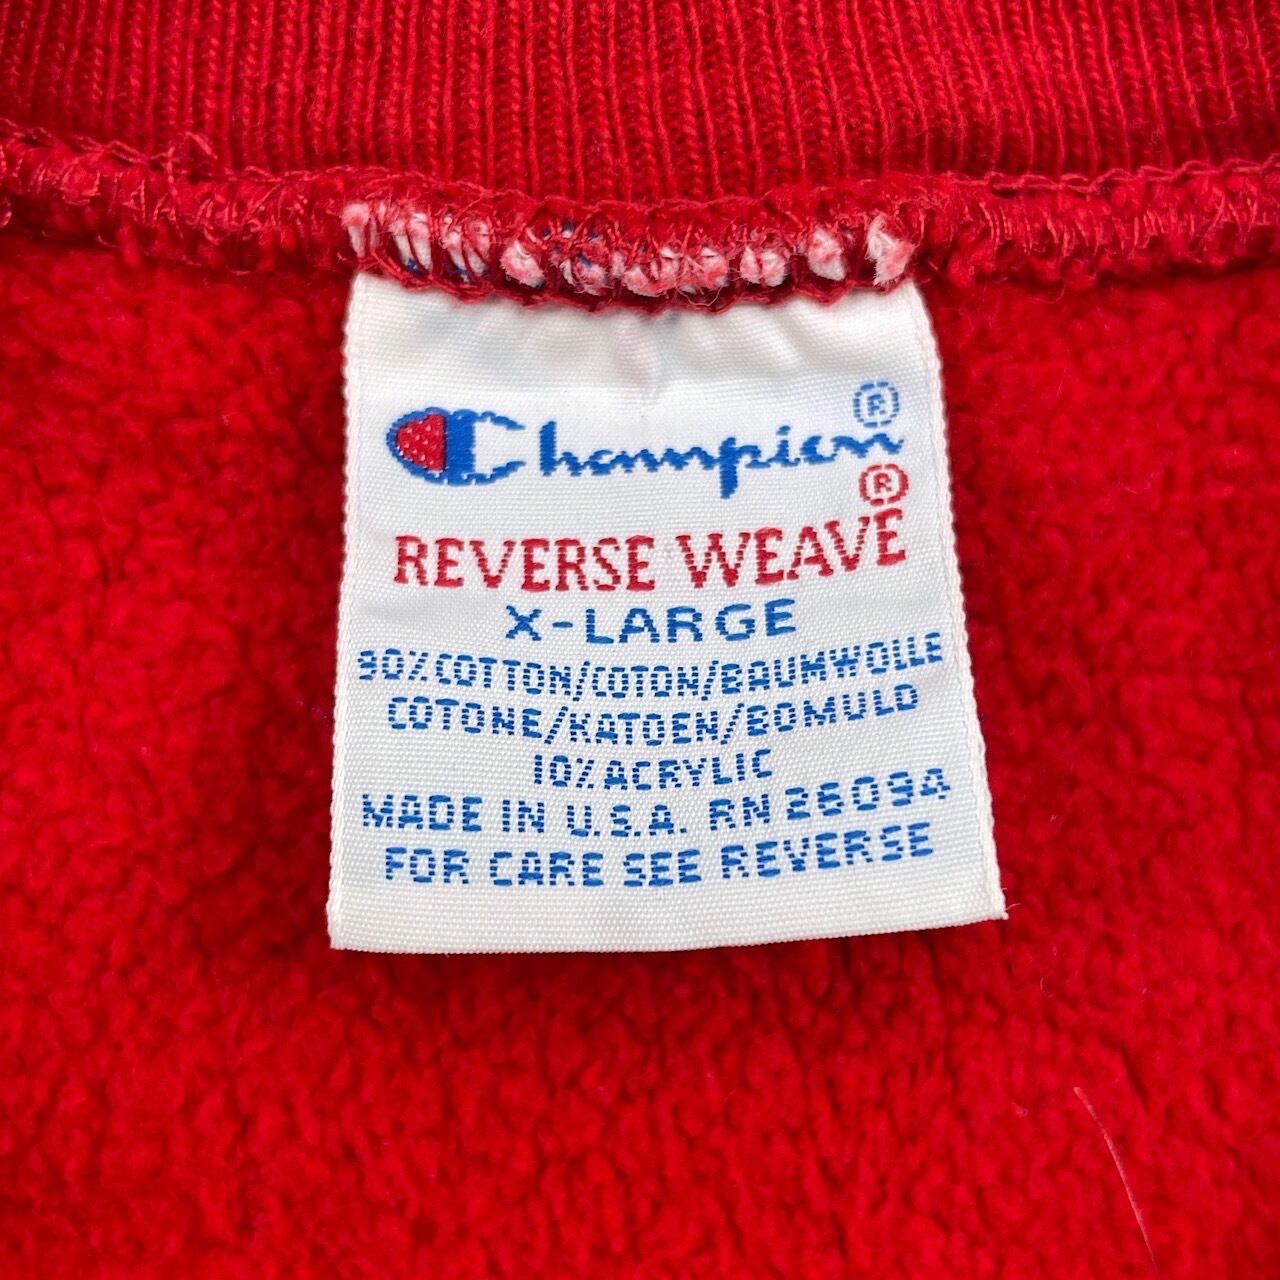 Champion®
REVERSE WEAVE®
X-LARGE
90% COTTON/COTON/BAUMWOLLE
COTONE/KATOEN/BOMULD
10% ACRYLIC
MADE IN U.S.A. RN 26094
FOR CARE SEE REVERSE